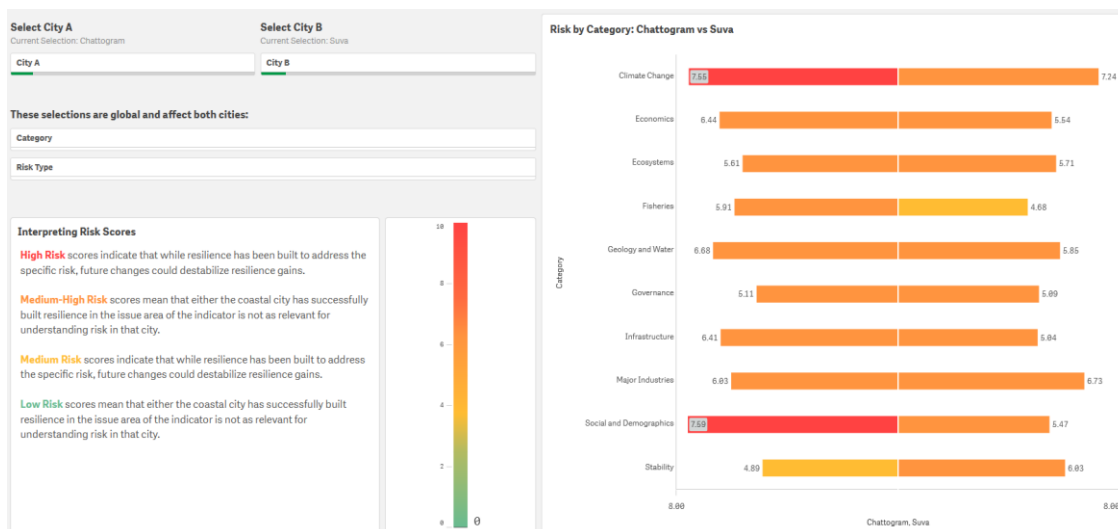 Select City A
Current Selection: Chattogram
City A
Select City B
Current Selection: Suva
City B
These selections are global and affect both cities:
Category
Risk Type
Interpreting Risk Scores
High Risk scores indicate that while resilience has been built to address the
specific risk, future changes could destabilize resilience gains.
Medium-High Risk scores mean that either the coastal city has successfully
built resilience in the issue area of the indicator is not as relevant for
understanding risk in that city.
Medium Risk scores indicate that while resilience has been built to address
the specific risk, future changes could destabilize resilience gains.
Low Risk scores mean that either the coastal city has successfully built
resilience in the issue area of the indicator is not as relevant for
understanding risk in that city.
10
8
6
4
2
0
0
Risk by Category: Chattogram vs Suva
Category
Climate Change 7.55 7.24
Economics 6.44 5.54
Ecosystems 5.61 5.71
Fisheries 5.91 4.68
Geology and Water 6.68 5.85
Governance 5.11 5.09
Infrastructure 6.41 5.04
Major Industries 6.03 6.73
Social and Demographics 7.59 5.47
Stability 4.89 6.03
8.00 8.00
Chattogram, Suva